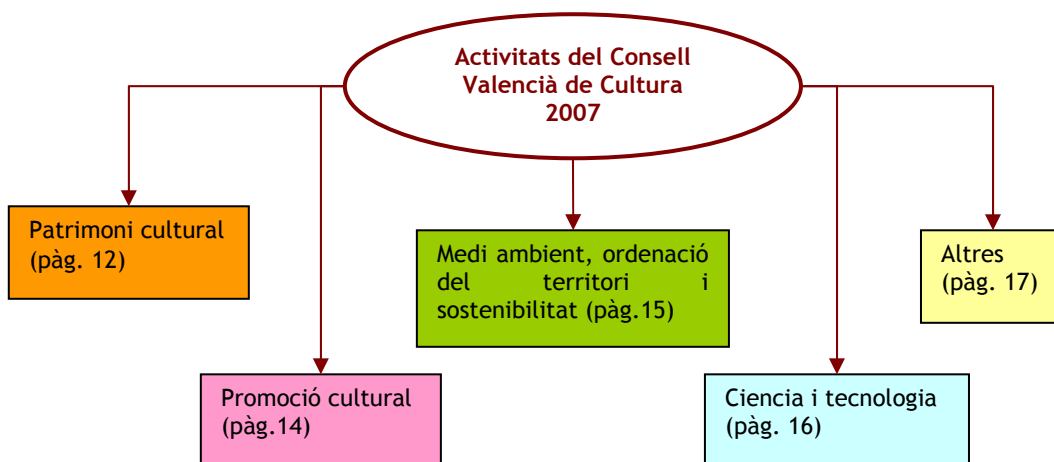 Activitats del Consell
Valencià de Cultura
2007
Patrimoni cultural
(pàg. 12)
Medi ambient, ordenació
del territori i
sostenibilitat (pàg.15)
Altres
(pàg. 17)
Promoció cultural
(pàg.14)
Ciencia i tecnologia
(pàg. 16)